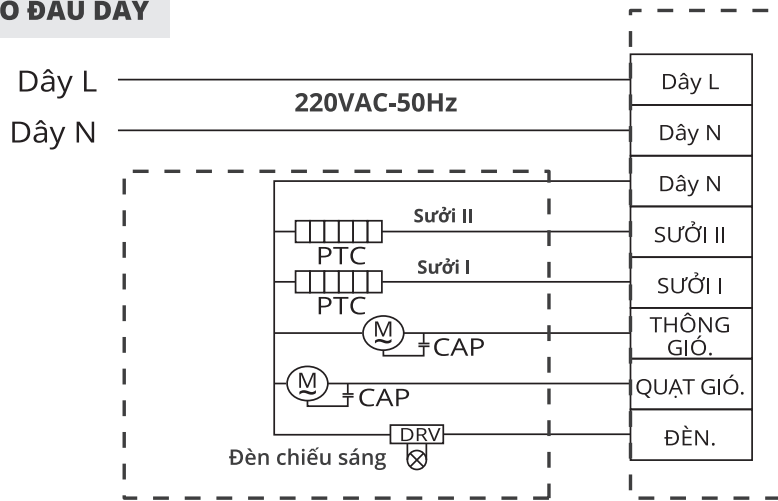 O ĐẤU DÂY
Dây L
220VAC-50Hz
Dây N
Dây L
Dây N
Dây N
Sưởi II
PTC
SƯỞI II
Sưởi I
PTC
SƯỞI I
M
CAP
THÔNG
GIÓ.
M
CAP
QUẠT GIÓ.
DRV
ĐÈN.
Đèn chiếu sáng